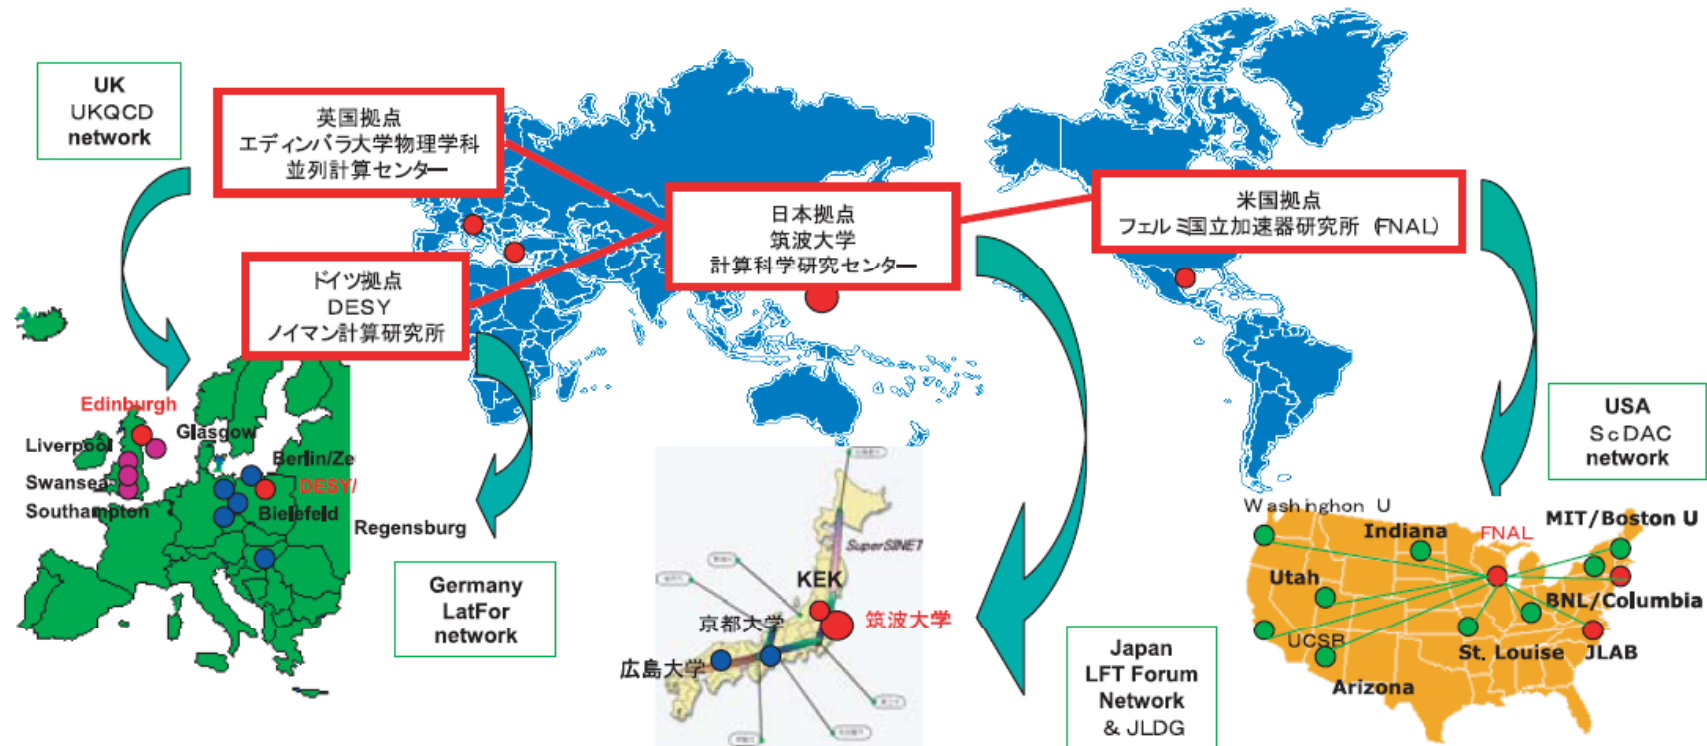 UK
UKQCD
network
英国拠点
エディンバラ大学物理学科
並列計算センター
日本拠点
筑波大学
計算科学研究センター
米国拠点
フェルミ国立加速器研究所 (FNAL)
ドイツ拠点
DESY
ノイマン計算研究所
Edinburgh
Glasgow
Liverpool
Berlin/Ze
Swansea
DESY/
Southampton
Bielefeld
Regensburg
Germany
LatFor
network
SuperSINET
KEK
京都大学
筑波大学
広島大学
Japan
LFT Forum
Network
& JLDG
USA
ScDAC
network
Washinghon U
Indiana
FNAL
MIT/Boston U
Utah
BNL/Columbia
UCSB
St. Louise
JLAB
Arizona